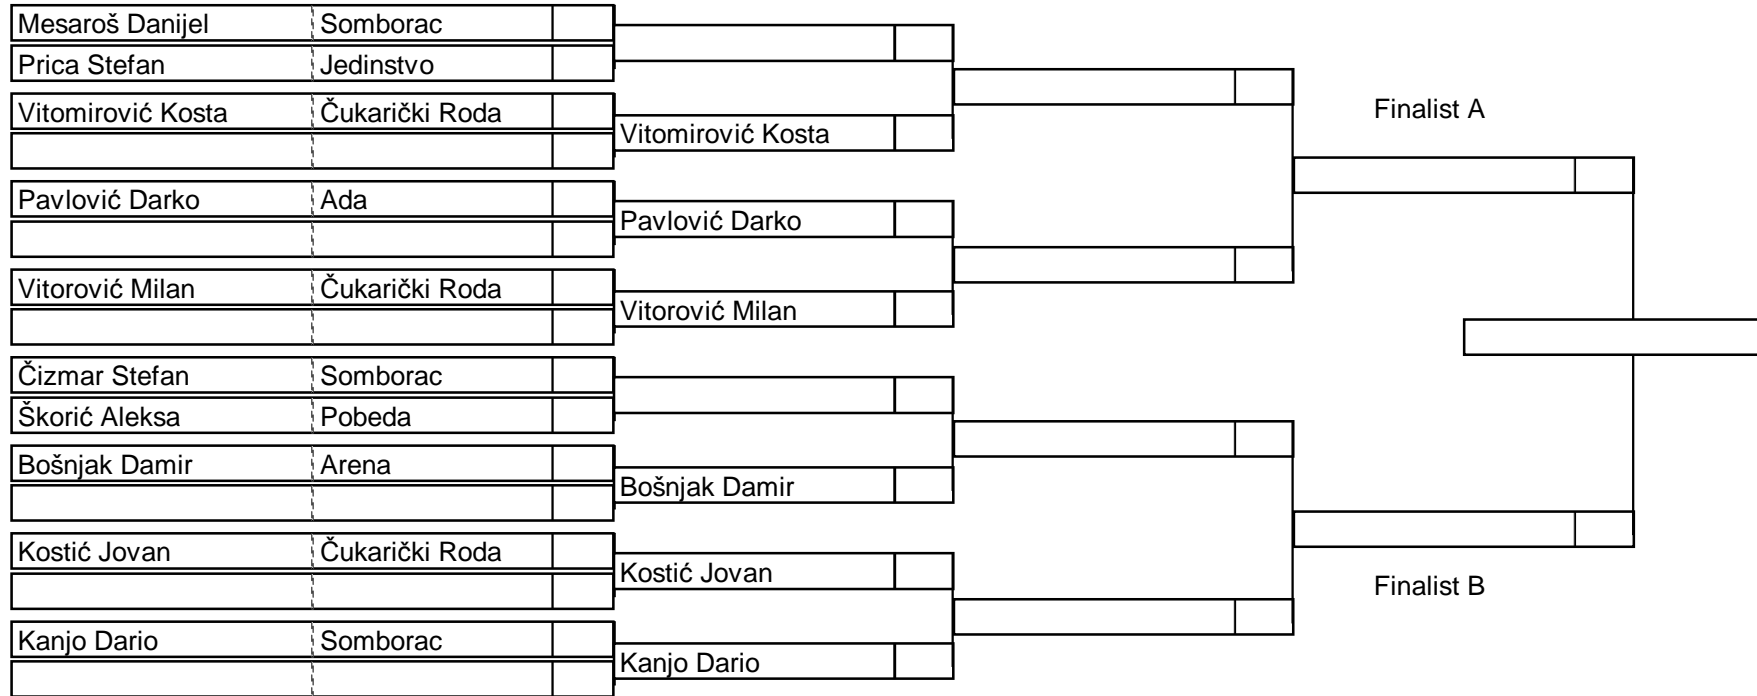 Mesaroš Danijel Somborac
Prica Stefan Jedinstvo
Vitomirović Kosta Čukarički Roda
Pavlović Darko Ada
Vitorović Milan Čukarički Roda
Čizmar Stefan Somborac
Škorić Aleksa Pobeda
Bošnjak Damir Arena
Kostić Jovan Čukarički Roda
Kanjo Dario Somborac
Vitomirović Kosta
Pavlović Darko
Vitorović Milan
Bošnjak Damir
Kostić Jovan
Kanjo Dario
Finalist A
Finalist B